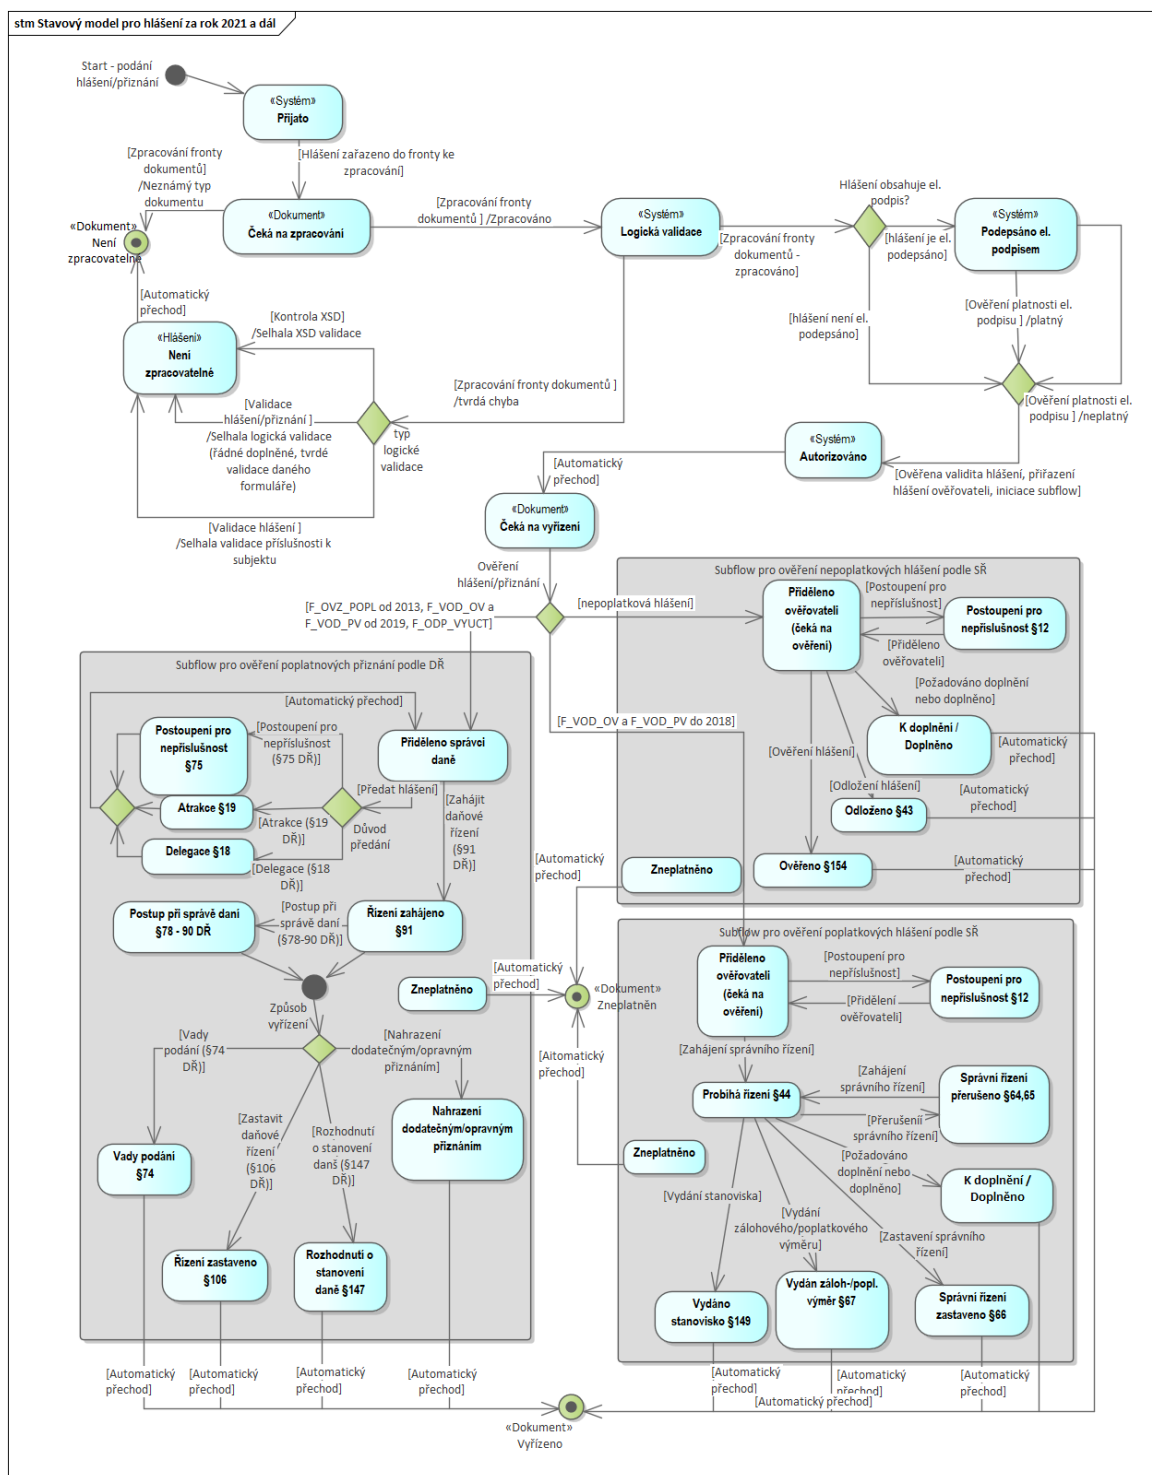 stm Stavový model pro hlášení za rok 2021 a dál
Start - podání
hlášení/přiznání
«Systém»
Přijato
[Zpracování fronty
dokumentů]
/Neznámý typ
dokumentu
[Hlášení zařazeno do fronty ke
zpracování]
«Dokument»
Čeká na zpracování
[Zpracování fronty
dokumentů ] /Zpracováno
«Systém»
Logická validace
Hlášení obsahuje el.
podpis?
[Zpracování fronty
dokumentů -
zpracováno]
[hlášení je el.
podepsáno]
«Systém»
Podepsáno el.
podpisem
«Dokument»
Není
zpracovatelné
[Automatický
přechod]
«Hlášení»
Není
zpracovatelné
[Kontrola XSD]
/Selhala XSD validace
[hlášení není el.
podepsáno]
[Ověření platnosti el.
podpisu ] /platný
[Zpracování fronty dokumentů ]
/tvrdá chyba
[Ověření platnosti el.
podpisu ] /neplatný
[Validace
hlášení/přiznání ]
/Selhala logická validace
(řádné doplněné, tvrdé
validace daného
formuláře)
typ
logické
validace
«Systém»
Autorizováno
[Ověřena validita hlášení, přiřazení
hlášení ověřovateli, iniciace subflow]
[Automatický
přechod]
«Dokument»
Čeká na vyřízení
[Validace hlášení ]
/Selhala validace příslušnosti k
subjektu
Ověření
hlášení/přiznání
[F_OVZ_POPL od 2013, F_VOD_OV a
F_VOD_PV od 2019, F_ODP_VYUCT]
[nepoplatková hlášení]
Subflow pro ověření nepoplatkových hlášení podle SŘ
Přiděleno
ověřovateli
(čeká na
ověření)
[Postoupení pro
nepříslušnost]
Postoupení pro
nepříslušnost §12
[Přiděleno
ověřovateli]
[Požadováno doplnění
nebo doplněno]
K doplnění /
Doplněno
[Automatický
přechod]
[Ověření hlášení]
[Odložení hlášení]
[Automatický
přechod]
Odloženo §43
Ověřeno §154
[Automatický
přechod]
Zneplatněno
[F_VOD_OV a F_VOD_PV do 2018]
Subflow pro ověření poplatnových přiznání podle DŘ
[Automatický přechod]
Postoupení pro
nepříslušnost
§75
[Postoupení pro
nepříslušnost
(§75 DŘ)]
Přiděleno správci
daně
[Předat hlášení]
Atrakce §19
[Atrakce (§19
DŘ)]
Důvod
předání
Delegace §18
[Delegace (§18
DŘ)]
[Zahájit
daňové
řízení
(§91
DŘ)]
[Automatický
přechod]
Postup při správě daní
§78 - 90 DŘ
[Postup při
správě daní
(§78-90 DŘ)]
Řízení zahájeno
§91
Zneplatněno
[Automatický
přechod]
«Dokument»
Zneplatněn
Způsob
vyřízení
[Vady
podání (§74
DŘ)]
[Nahrazení
dodatečným/opravným
přiznáním]
[Aitomatický
přechod]
[Zastavit
daňové
řízení
(§106
DŘ)]
[Rozhodnutí
o stanovení
danš (§147
DŘ)]
Vady podání
§74
Nahrazení
dodatečným/opravným
přiznáním
Řízení zastaveno
§106
Rozhodnutí o
stanovení
daně §147
Subflow pro ověření poplatkových hlášení podle SŘ
Přiděleno
ověřovateli
(čeká na
ověření)
[Postoupení pro
nepříslušnost]
Postoupení pro
nepříslušnost §12
[Přidělení
ověřovateli]
[Zahájení správního řízení]
Probíhá řízení §44
[Zahájení
správního řízení]
Správní řízení
přerušeno §64,65
[Přerušeníí
správního řízení]
Zneplatněno
[Požadováno
doplnění nebo
doplněno]
K doplnění /
Doplněno
[Vydání stanoviska]
[Vydání
zálohového/poplatkového
výměru]
[Zastavení správního
řízení]
Vydáno
stanovisko §149
Vydán záloh-/popl.
výměr §67
Správní řízení
zastaveno §66
[Automatický
přechod]
[Automatický
přechod]
[Automatický
přechod]
[Automatický
přechod]
[Automatický
přechod]
[Automatický
přechod]
[Automatický
přechod]
[Automatický přechod]
«Dokument»
Vyřízeno